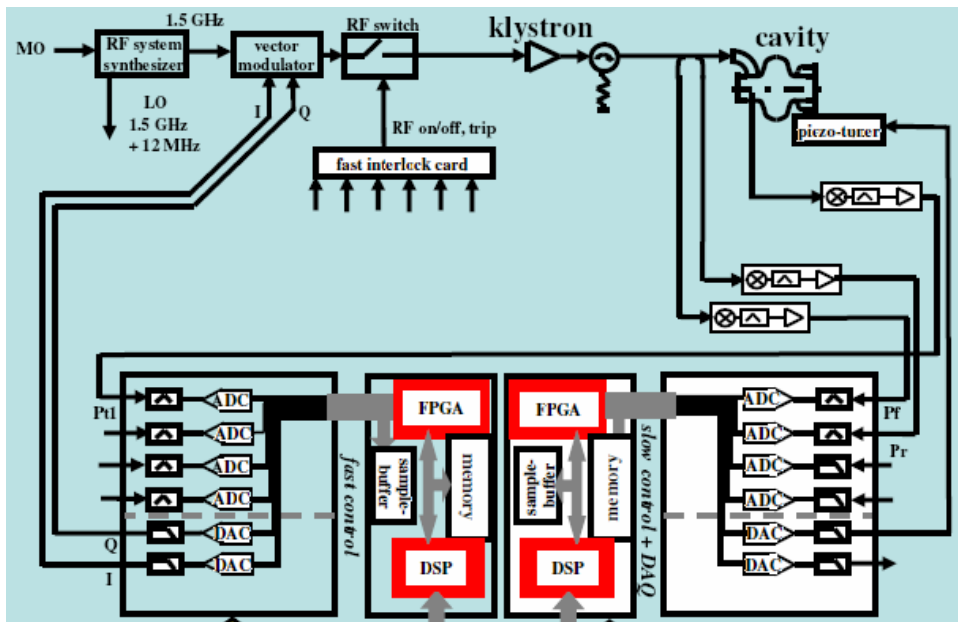 MO
RF system
synthesizer
1.5 GHz
vector
modulator
RF switch
klystron
cavity
LO
1.5 GHz
+ 12 MHz
I
Q
RF on/off, trip
fast interlock card
piezo-tuner
Pt1
ADC
ADC
ADC
ADC
DAC
DAC
Q
I
fast control
FPGA
sample-
buffer
memory
DSP
FPGA
sample-
buffer
memory
DSP
slow control + DAQ
ADC
ADC
ADC
ADC
DAC
DAC
Pf
Pr